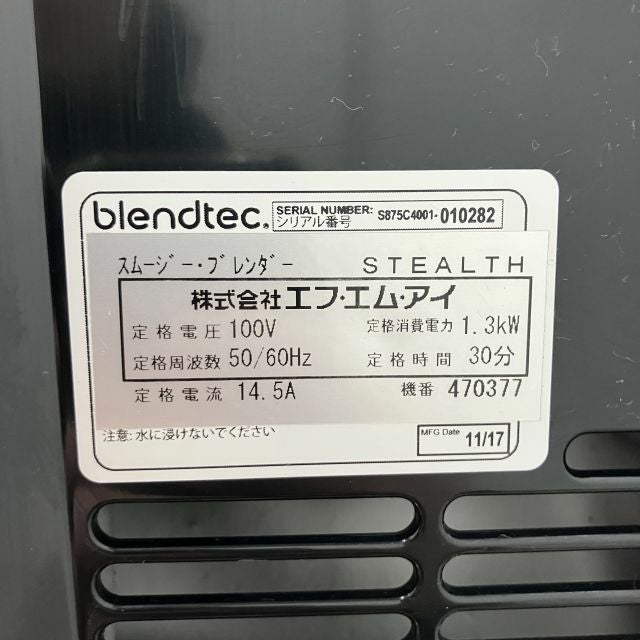 blendtec®
SERIAL NUMBER:
シリアル番号
S875C4001-010282
スムージー・ブレンダー STEALTH
株式会社エフ・エム・アイ
定格電圧 100V 定格消費電力 1.3kW
定格周波数 50/60Hz 定格時間 30分
定格電流 14.5A 機番 470377
注意: 水に浸けないでください
MFG Date 11/17